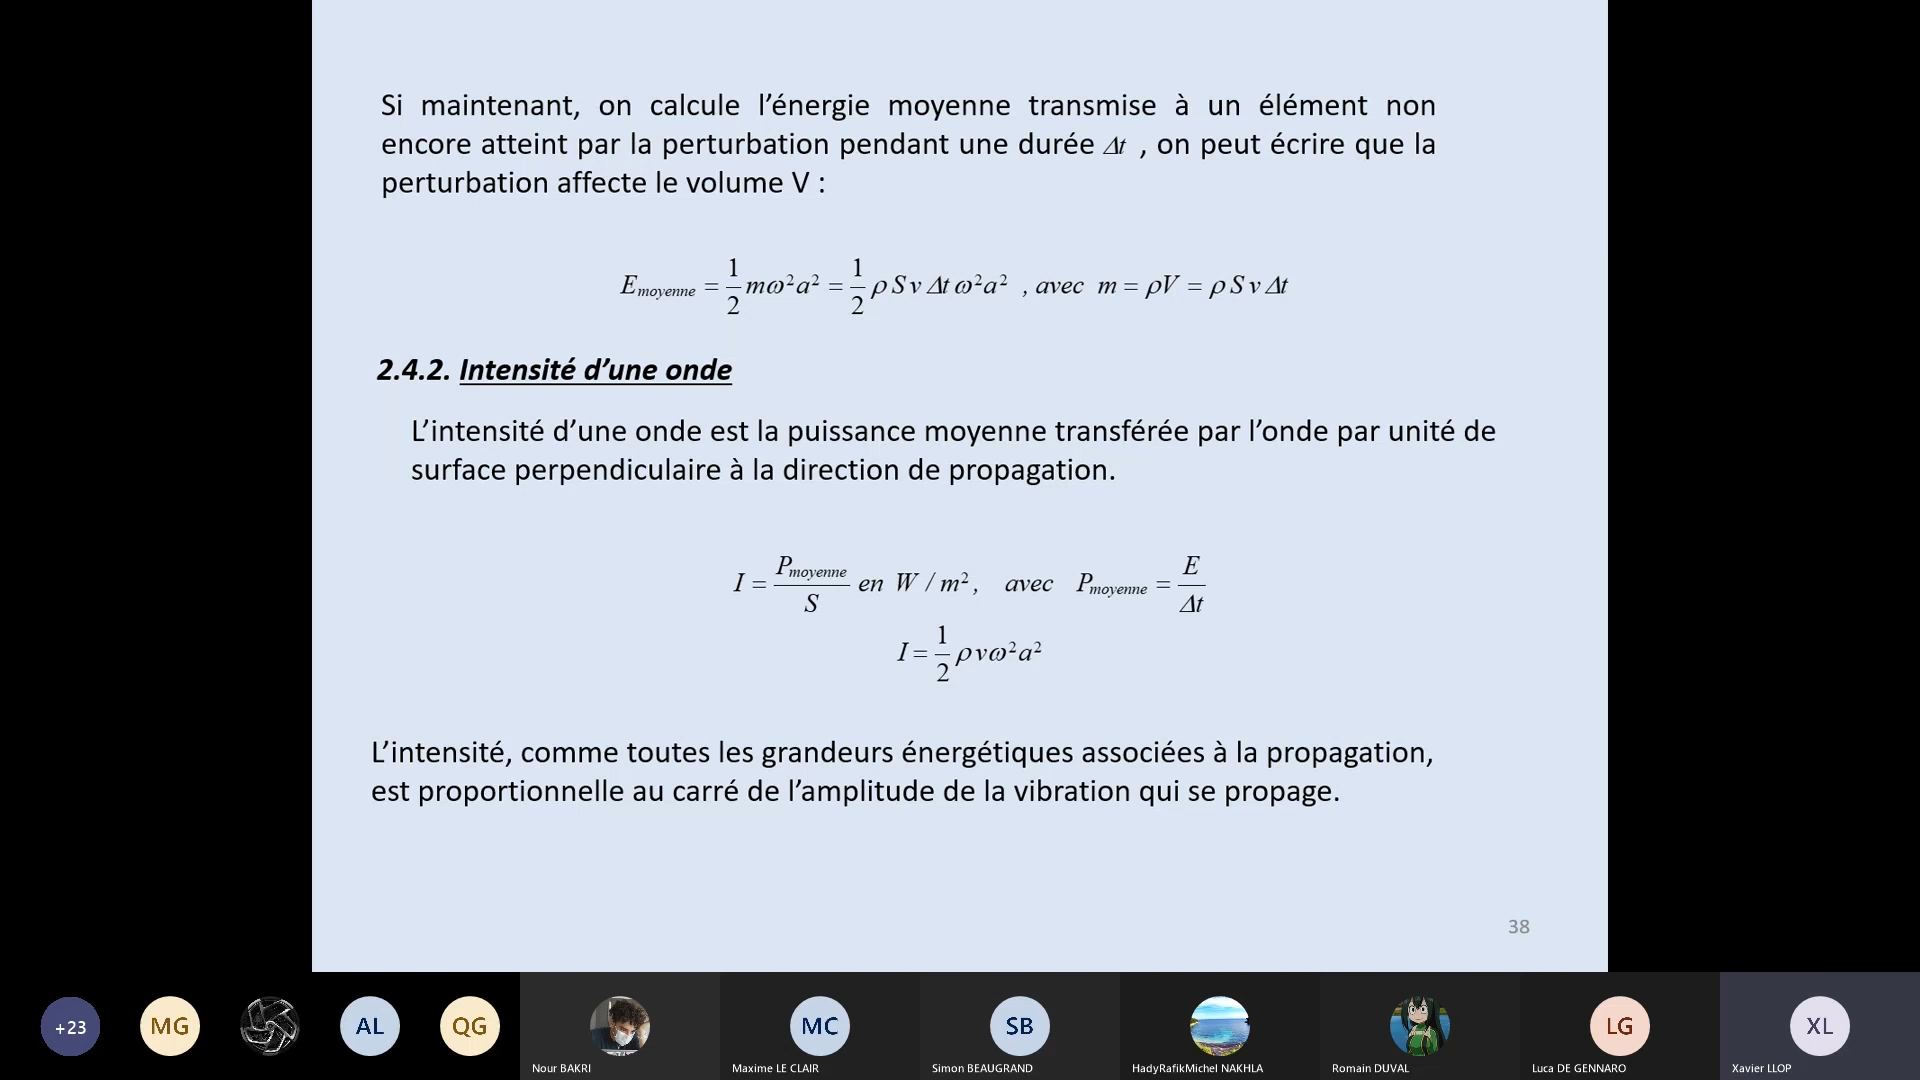 Si maintenant, on calcule l’énergie moyenne transmise à un élément non
encore atteint par la perturbation pendant une durée Δt , on peut écrire que la
perturbation affecte le volume V :
E_moyenne = 1/2 mω²a² = 1/2 ρ S v Δt ω²a² , avec m = ρV = ρ S v Δt
2.4.2. Intensité d’une onde
L’intensité d’une onde est la puissance moyenne transférée par l’onde par unité de
surface perpendiculaire à la direction de propagation.
I = P_moyenne / S en W / m², avec P_moyenne = E / Δt
I = 1/2 ρ vω²a²
L’intensité, comme toutes les grandeurs énergétiques associées à la propagation,
est proportionnelle au carré de l’amplitude de la vibration qui se propage.
38
+23 MG AL QG MC SB LG XL
Nour BAKRI Maxime LE CLAIR Simon BEAUGRAND HadyRafikMichel NAKHLA Romain DUVAL Luca DE GENNARO Xavier LLOP